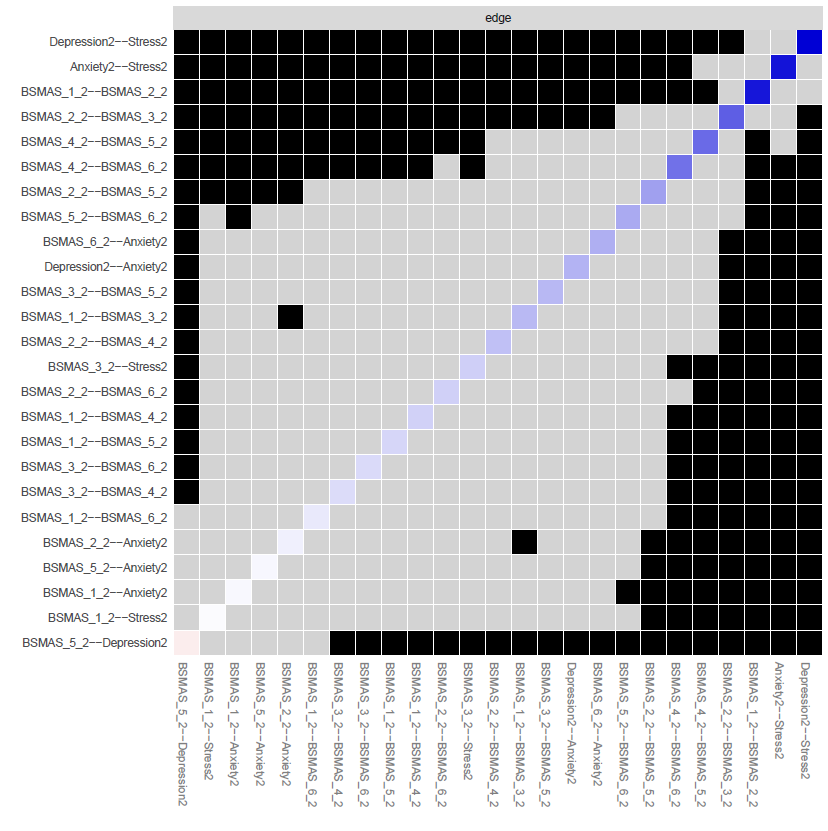 edge
Depression2--Stress2
Anxiety2--Stress2
BSMAS_1_2--BSMAS_2_2
BSMAS_2_2--BSMAS_3_2
BSMAS_4_2--BSMAS_5_2
BSMAS_4_2--BSMAS_6_2
BSMAS_2_2--BSMAS_5_2
BSMAS_5_2--BSMAS_6_2
BSMAS_6_2--Anxiety2
Depression2--Anxiety2
BSMAS_3_2--BSMAS_5_2
BSMAS_1_2--BSMAS_3_2
BSMAS_2_2--BSMAS_4_2
BSMAS_3_2--Stress2
BSMAS_2_2--BSMAS_6_2
BSMAS_1_2--BSMAS_4_2
BSMAS_1_2--BSMAS_5_2
BSMAS_3_2--BSMAS_6_2
BSMAS_3_2--BSMAS_4_2
BSMAS_1_2--BSMAS_6_2
BSMAS_2_2--Anxiety2
BSMAS_5_2--Anxiety2
BSMAS_1_2--Anxiety2
BSMAS_1_2--Stress2
BSMAS_5_2--Depression2
BSMAS_5_2--Depression2
BSMAS_1_2--Stress2
BSMAS_1_2--Anxiety2
BSMAS_5_2--Anxiety2
BSMAS_2_2--Anxiety2
BSMAS_1_2--BSMAS_6_2
BSMAS_3_2--BSMAS_4_2
BSMAS_3_2--BSMAS_6_2
BSMAS_1_2--BSMAS_5_2
BSMAS_1_2--BSMAS_4_2
BSMAS_2_2--BSMAS_6_2
BSMAS_3_2--Stress2
BSMAS_2_2--BSMAS_4_2
BSMAS_1_2--BSMAS_3_2
BSMAS_3_2--BSMAS_5_2
Depression2--Anxiety2
BSMAS_6_2--Anxiety2
BSMAS_5_2--BSMAS_6_2
BSMAS_2_2--BSMAS_5_2
BSMAS_4_2--BSMAS_6_2
BSMAS_4_2--BSMAS_5_2
BSMAS_2_2--BSMAS_3_2
BSMAS_1_2--BSMAS_2_2
Anxiety2--Stress2
Depression2--Stress2